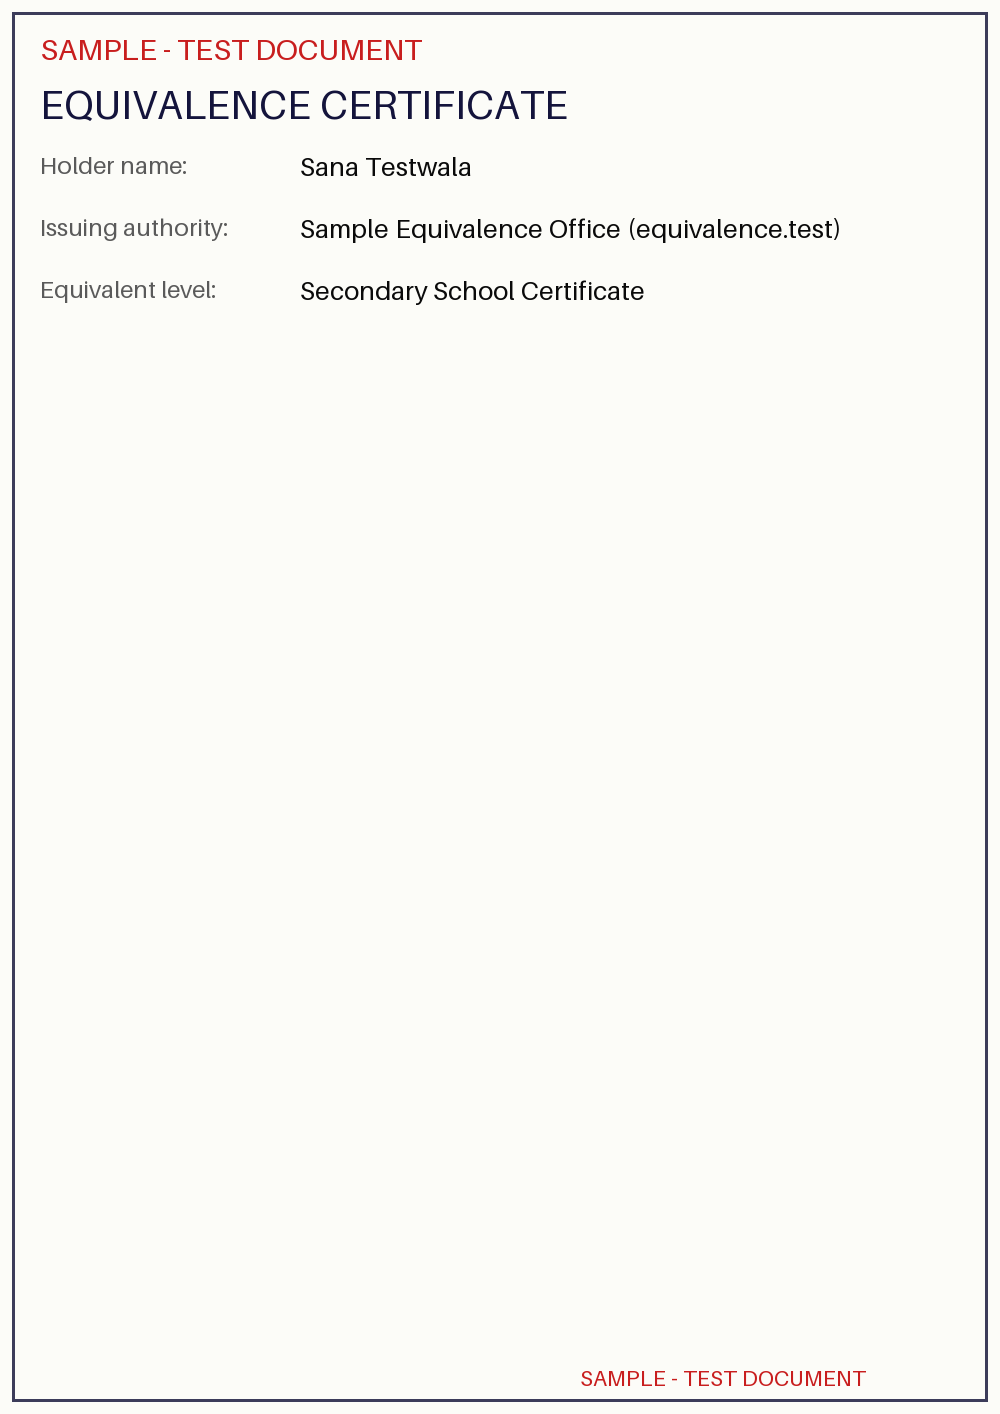 SAMPLE - TEST DOCUMENT
EQUIVALENCE CERTIFICATE
Holder name: Sana Testwala
Issuing authority: Sample Equivalence Office (equivalence.test)
Equivalent level: Secondary School Certificate
SAMPLE - TEST DOCUMENT